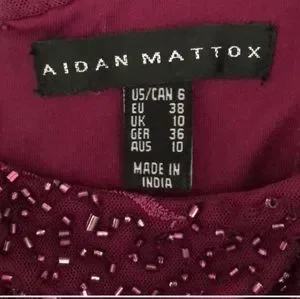 AIDAN MATTOX
US/CAN 6
EU 38
UK 10
GER 36
AUS 10
MADE IN
INDIA